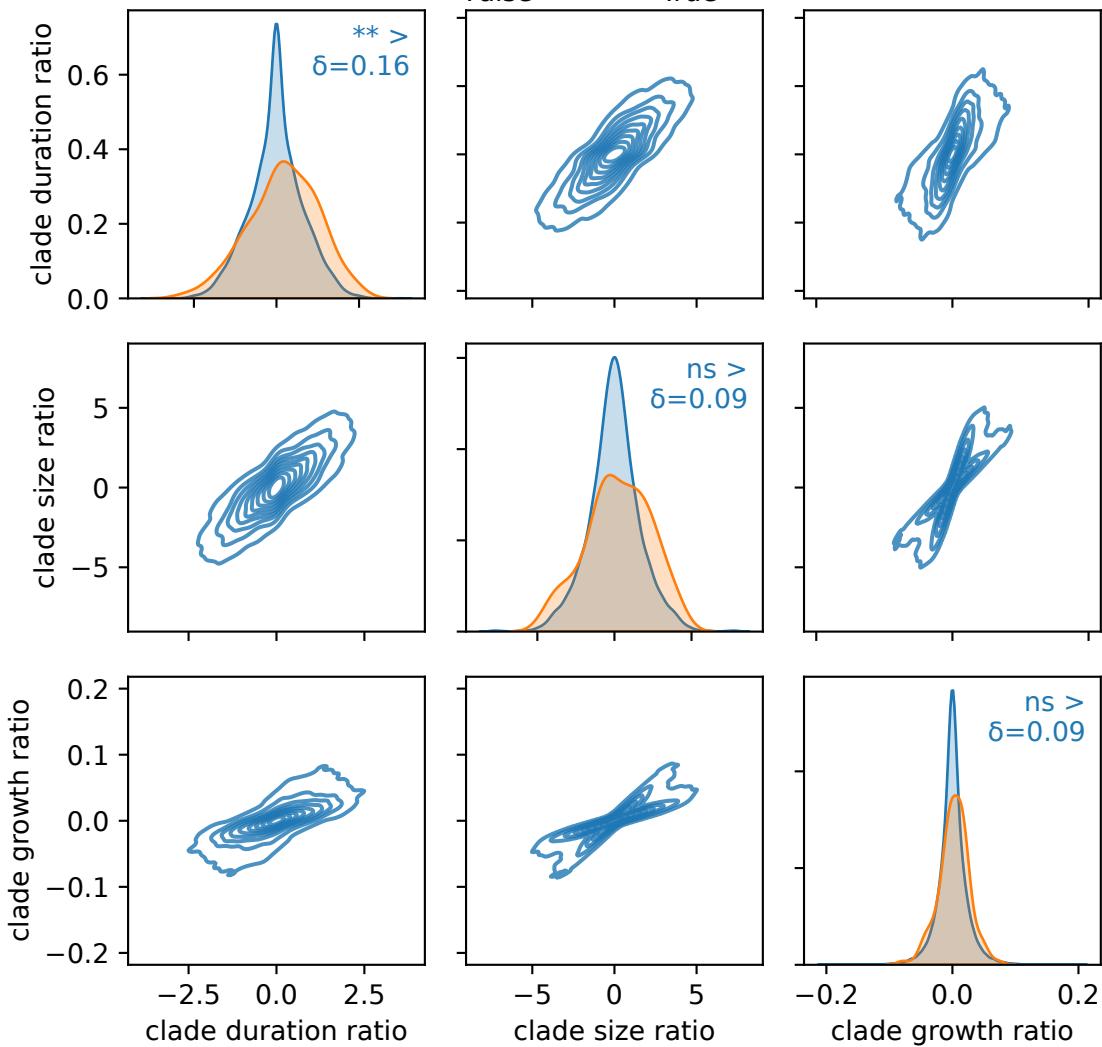 clade duration ratio
0.6
0.4
0.2
0.0
** >
δ=0.16
clade size ratio
5
0
−5
ns >
δ=0.09
clade growth ratio
0.2
0.1
0.0
−0.1
−0.2
ns >
δ=0.09
−2.5 0.0 2.5
−5 0 5
−0.2 0.0 0.2
clade duration ratio
clade size ratio
clade growth ratio